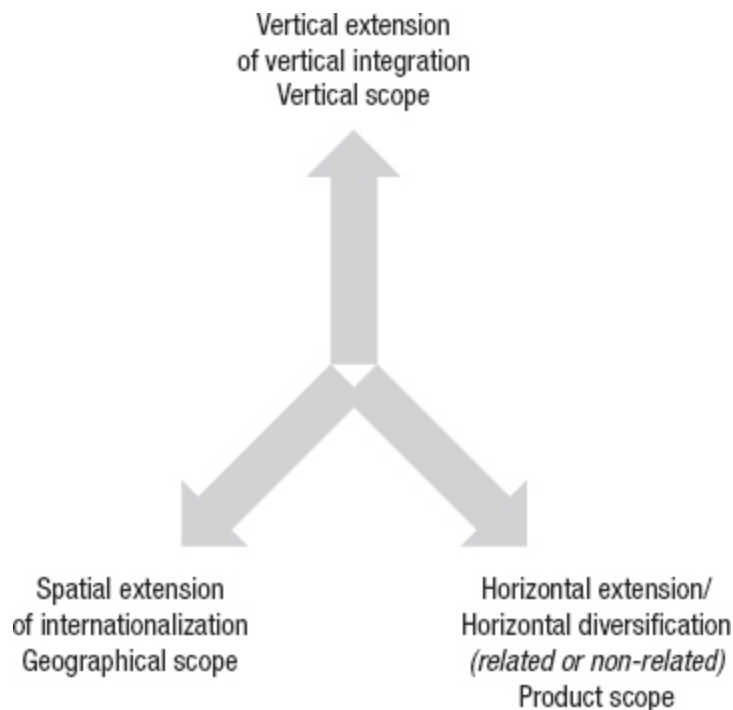 Vertical extension
of vertical integration
Vertical scope
Spatial extension
of internationalization
Geographical scope
Horizontal extension/
Horizontal diversification
(related or non-related)
Product scope